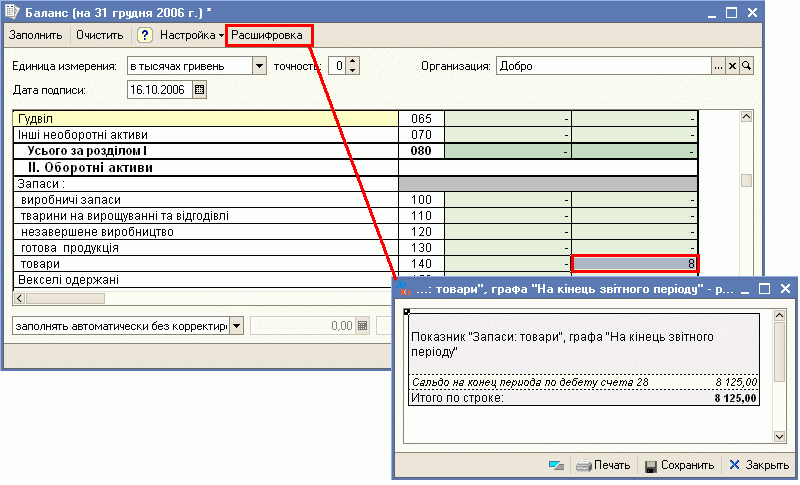 Баланс (на 31 грудня 2006 г.) *
Заполнить Очистить ? Настройка Расшифровка
Единица измерения: в тысячах гривень точность: 0 Организация: Добро ... ×
Дата подписи: 16.10.2006
Гудвіл 065 - -
Інші необоротні активи 070 - -
Усього за розділом I 080 - -
II. Оборотні активи
Запаси :
виробничі запаси 100 - -
тварини на вирощуванні та відгодівлі 110 - -
незавершене виробництво 120 - -
готова продукція 130 - -
товари 140 - 8
Векселі одержані
заполнять автоматически без корректир 0,00
...: товари", графа "На кінець звітного періоду" - р...
Показник "Запаси: товари", графа "На кінець звітного
періоду"
Сальдо на конец периода по дебету счета 28 8 125,00
Итого по строке: 8 125,00
Печать Сохранить Закрыть